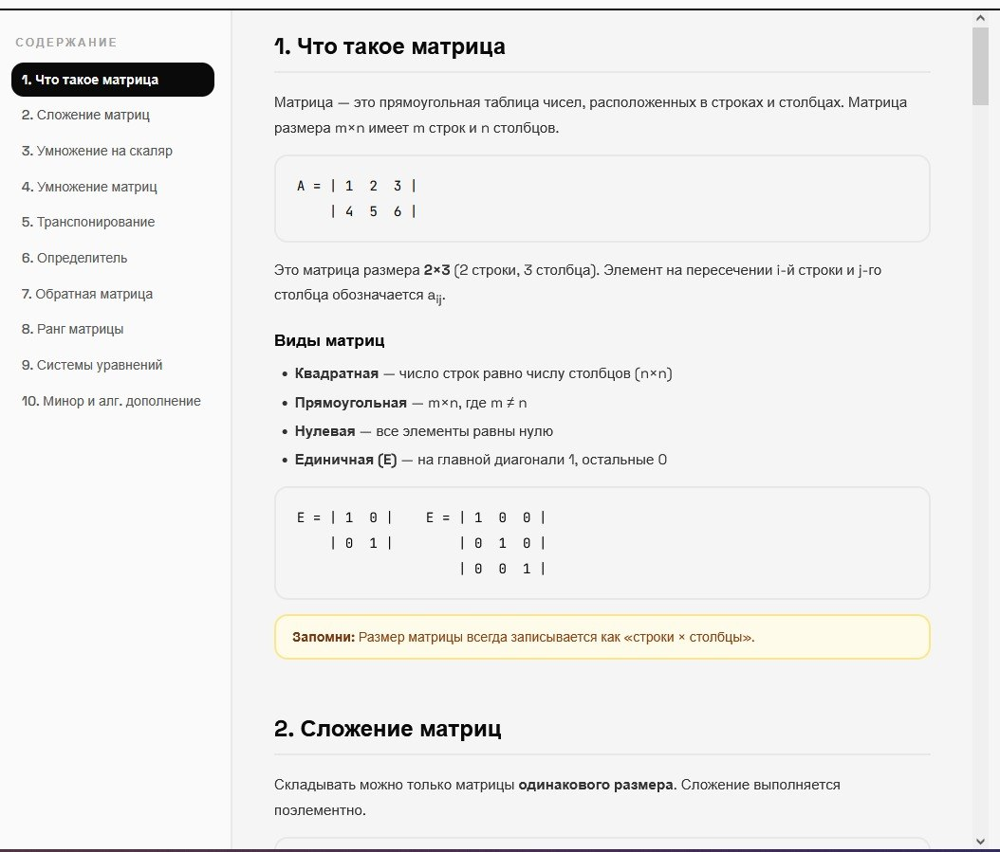 СОДЕРЖАНИЕ
1. Что такое матрица
2. Сложение матриц
3. Умножение на скаляр
4. Умножение матриц
5. Транспонирование
6. Определитель
7. Обратная матрица
8. Ранг матрицы
9. Системы уравнений
10. Минор и алг. дополнение
1. Что такое матрица
Матрица — это прямоугольная таблица чисел, расположенных в строках и столбцах. Матрица
размера m×n имеет m строк и n столбцов.
A = | 1  2  3 |
    | 4  5  6 |
Это матрица размера 2×3 (2 строки, 3 столбца). Элемент на пересечении i-й строки и j-го
столбца обозначается aij.
Виды матриц
• Квадратная — число строк равно числу столбцов (n×n)
• Прямоугольная — m×n, где m ≠ n
• Нулевая — все элементы равны нулю
• Единичная (E) — на главной диагонали 1, остальные 0
E = | 1  0 |    E = | 1  0  0 |
    | 0  1 |        | 0  1  0 |
                    | 0  0  1 |
Запомни: Размер матрицы всегда записывается как «строки × столбцы».
2. Сложение матриц
Складывать можно только матрицы одинакового размера. Сложение выполняется
поэлементно.